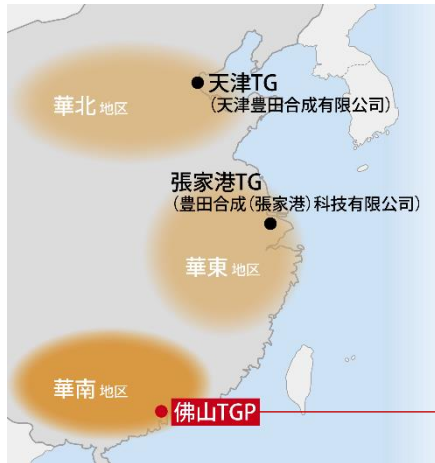 天津TG
（天津豊田合成有限公司）
華北 地区
張家港TG
（豊田合成（張家港）科技有限公司）
華東 地区
華南 地区
佛山TGP